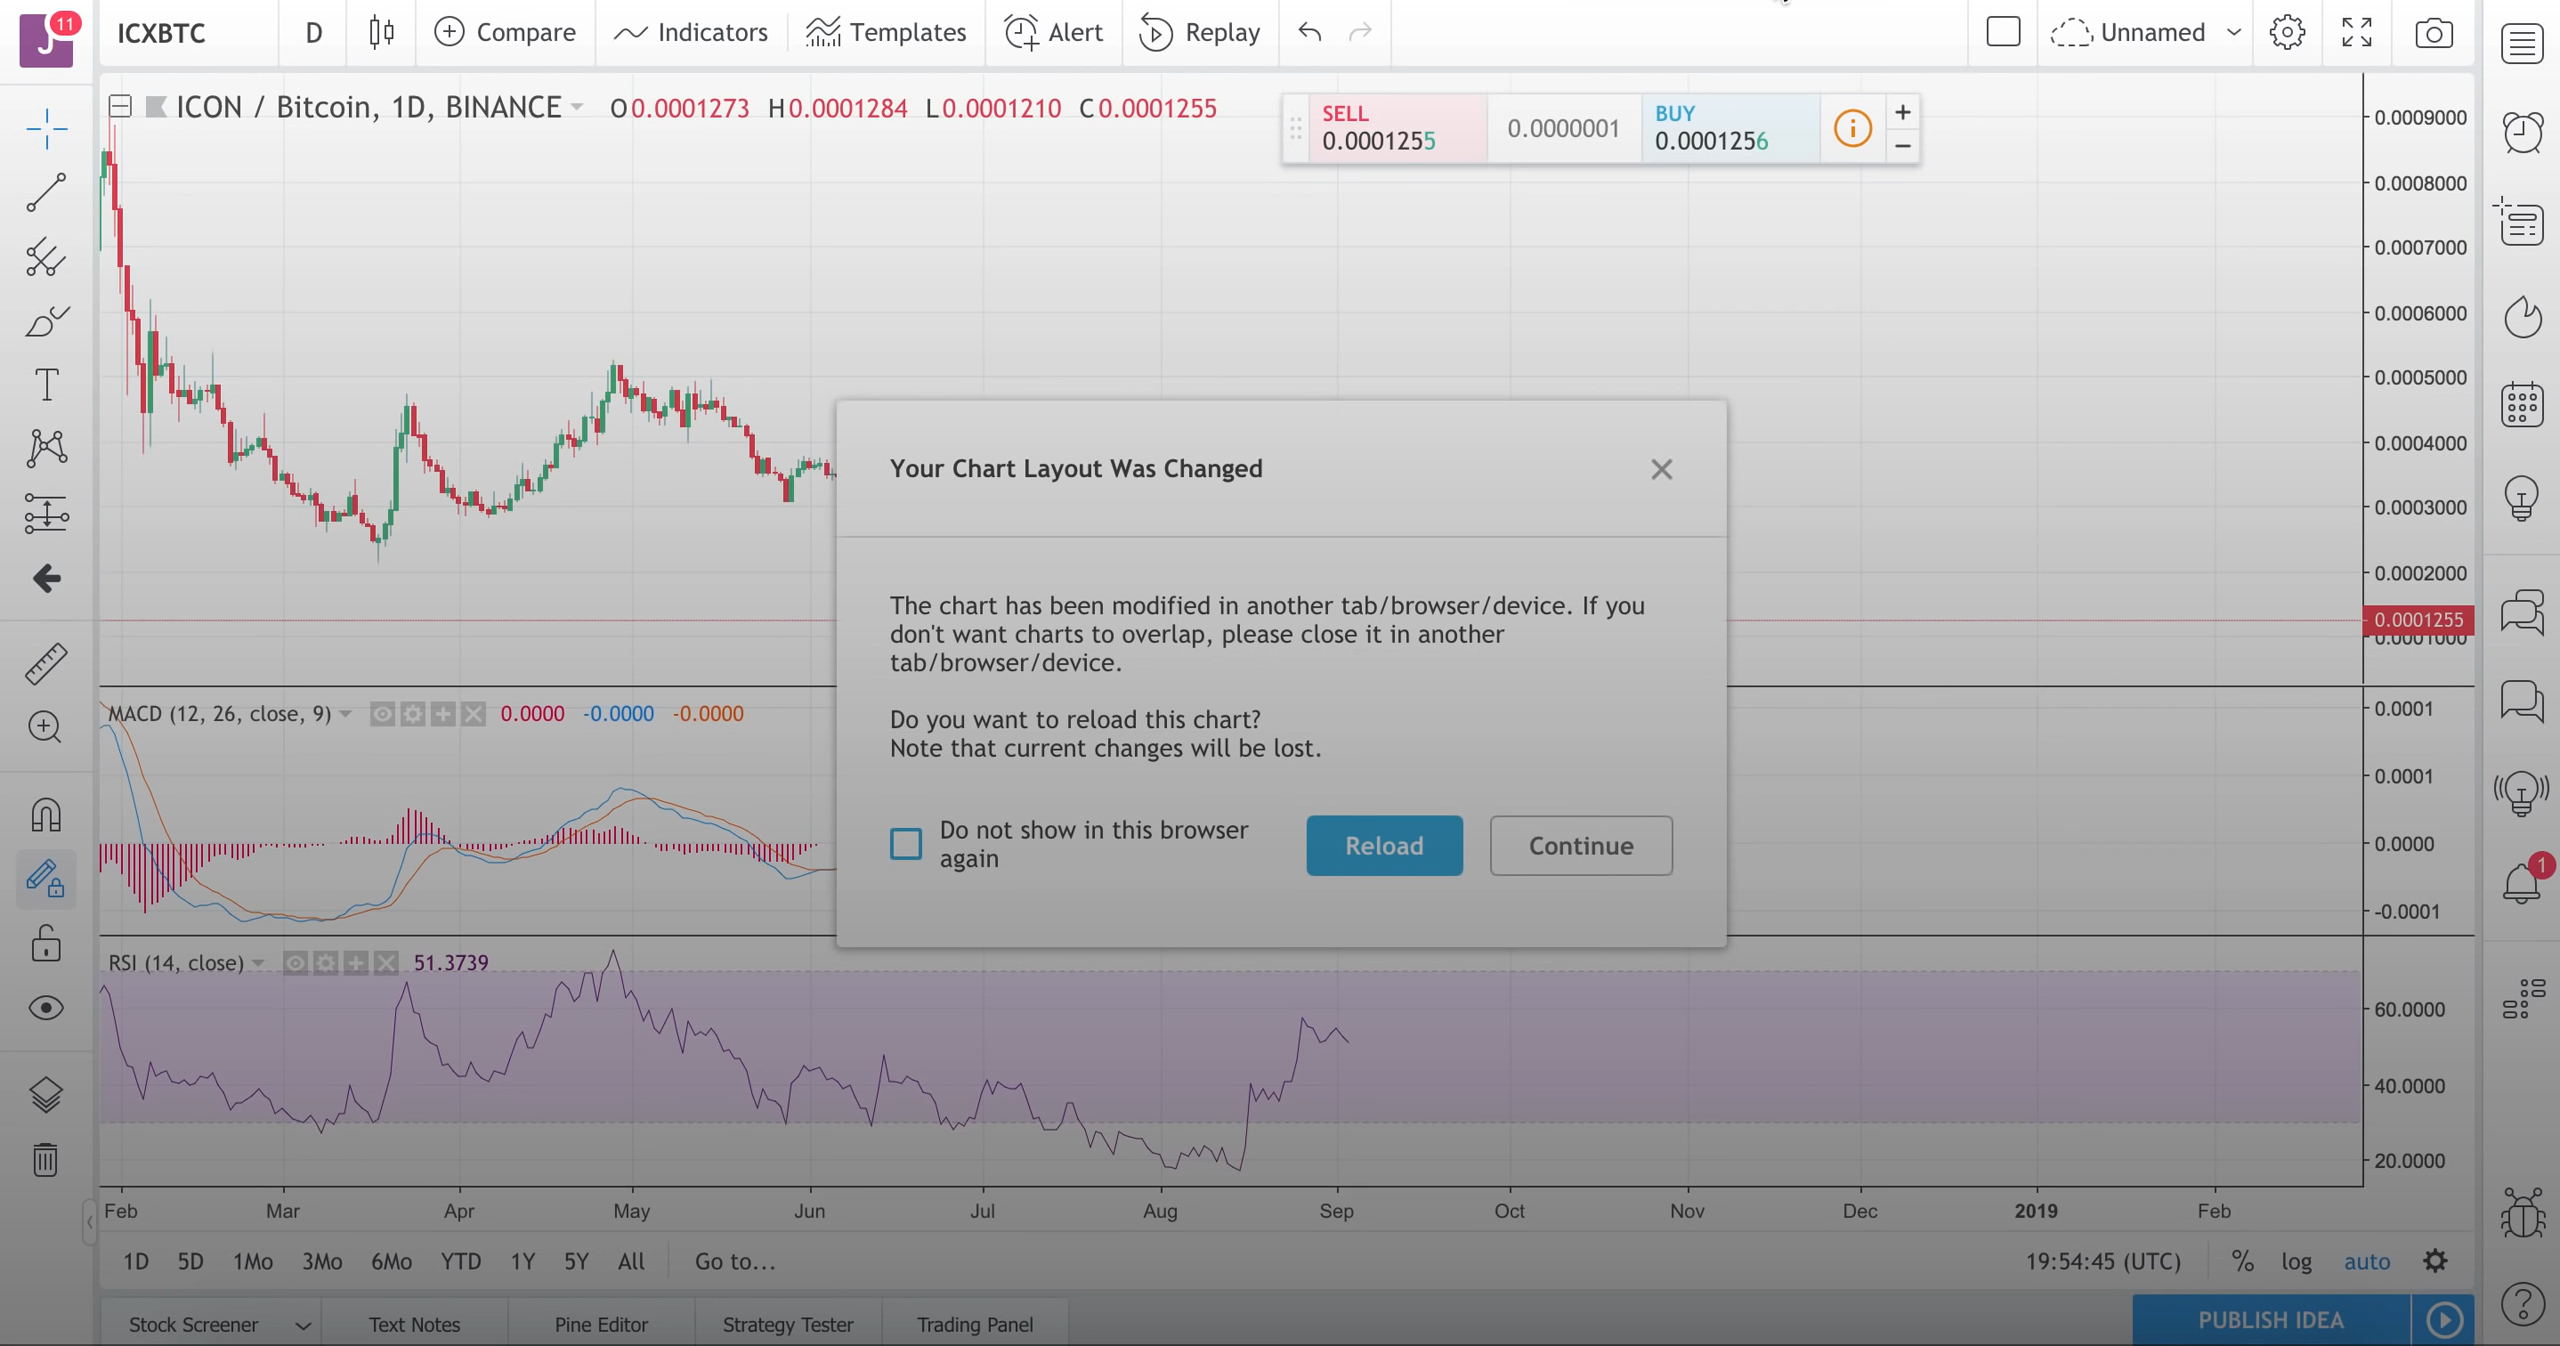 11
J
ICXBTC
D
Compare
Indicators
Templates
Alert
Replay
Unnamed
ICON / Bitcoin, 1D, BINANCE
O0.0001273 H0.0001284 L0.0001210 C0.0001255
SELL
0.0001255
0.0000001
BUY
0.0001256
+
−
0.0009000
0.0008000
0.0007000
0.0006000
0.0005000
0.0004000
0.0003000
0.0002000
0.0001255
0.0001000
Your Chart Layout Was Changed
The chart has been modified in another tab/browser/device. If you
don't want charts to overlap, please close it in another
tab/browser/device.
Do you want to reload this chart?
Note that current changes will be lost.
Do not show in this browser
again
Reload
Continue
MACD (12, 26, close, 9)
0.0000 -0.0000 -0.0000
0.0001
0.0001
0.0000
-0.0001
1
RSI (14, close)
51.3739
60.0000
40.0000
20.0000
Feb Mar Apr May Jun Jul Aug Sep Oct Nov Dec 2019 Feb
1D 5D 1Mo 3Mo 6Mo YTD 1Y 5Y All Go to...
19:54:45 (UTC) % log auto
Stock Screener
Text Notes
Pine Editor
Strategy Tester
Trading Panel
PUBLISH IDEA